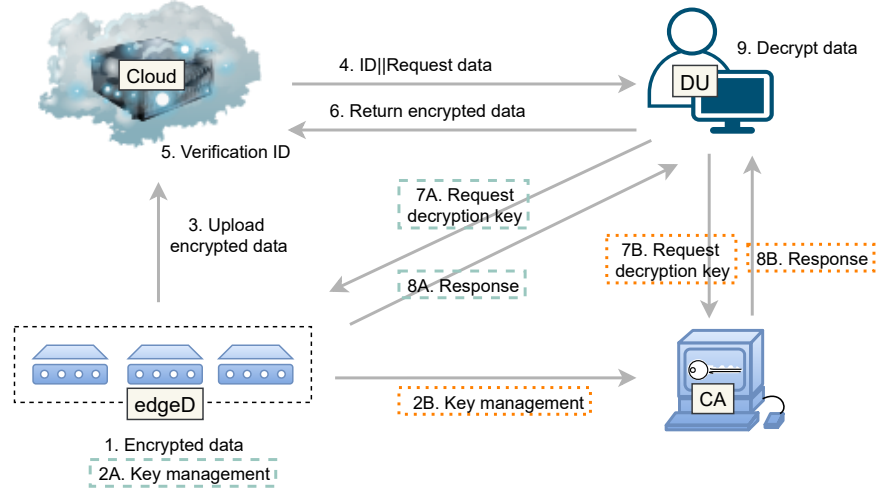 Cloud
4. ID||Request data
DU
9. Decrypt data
6. Return encrypted data
5. Verification ID
3. Upload
encrypted data
7A. Request
decryption key
8A. Response
7B. Request
decryption key
8B. Response
edgeD
2B. Key management
CA
1. Encrypted data
2A. Key management